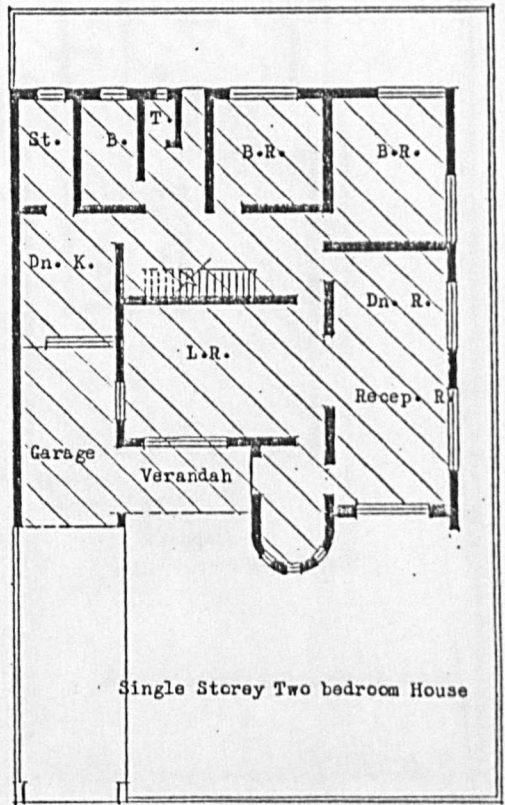 St.
B.
T.
B.R.
B.R.
Dn. K.
Dn. R.
L.R.
Recep. R
Garage
Verandah
Single Storey Two bedroom House